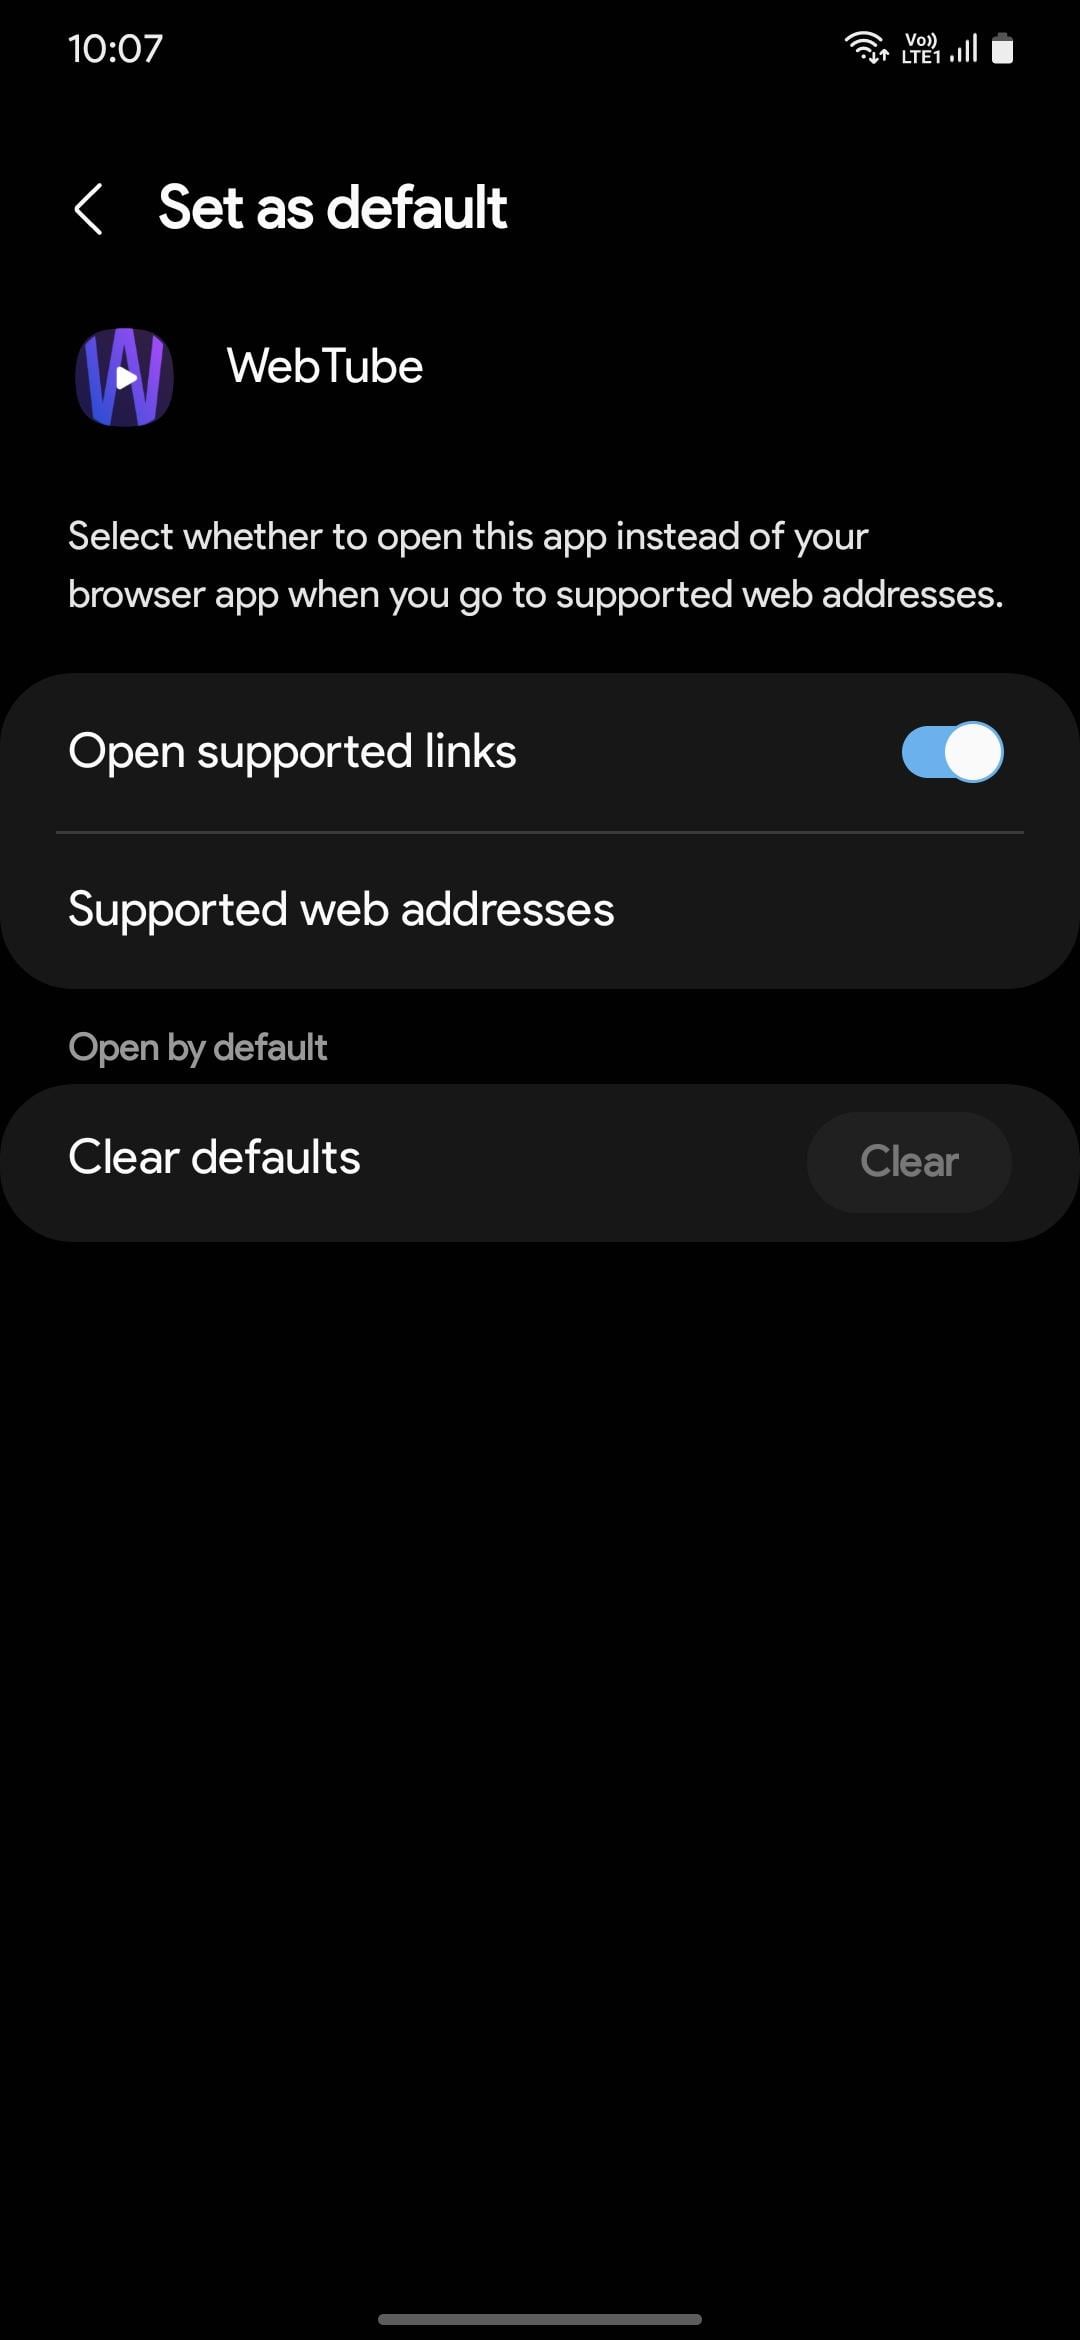 10:07
Vo))
LTE1
Set as default
WebTube
Select whether to open this app instead of your
browser app when you go to supported web addresses.
Open supported links
Supported web addresses
Open by default
Clear defaults
Clear